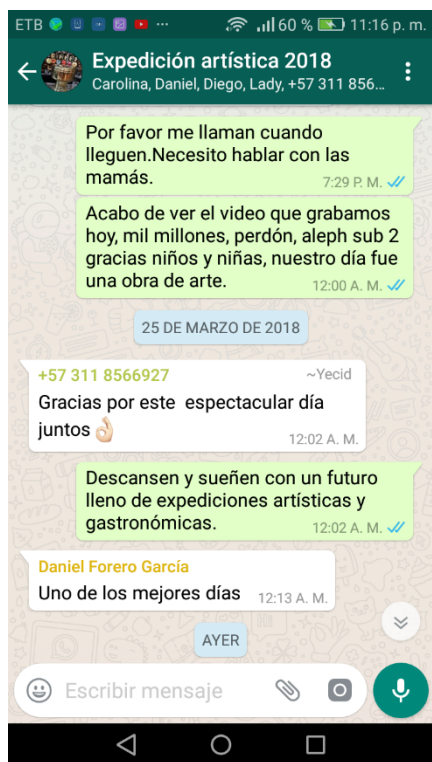 ETB 60 % 11:16 p. m.
Expedición artística 2018
Carolina, Daniel, Diego, Lady, +57 311 856...
Por favor me llaman cuando
lleguen.Necesito hablar con las
mamás.
7:29 P. M.
Acabo de ver el video que grabamos
hoy, mil millones, perdón, aleph sub 2
gracias niños y niñas, nuestro día fue
una obra de arte.
12:00 A. M.
25 DE MARZO DE 2018
+57 311 8566927 ~Yecid
Gracias por este espectacular día
juntos 👌🏻
12:02 A. M.
Descansen y sueñen con un futuro
lleno de expediciones artísticas y
gastronómicas.
12:02 A. M.
Daniel Forero García
Uno de los mejores días 12:13 A. M.
AYER
Escribir mensaje